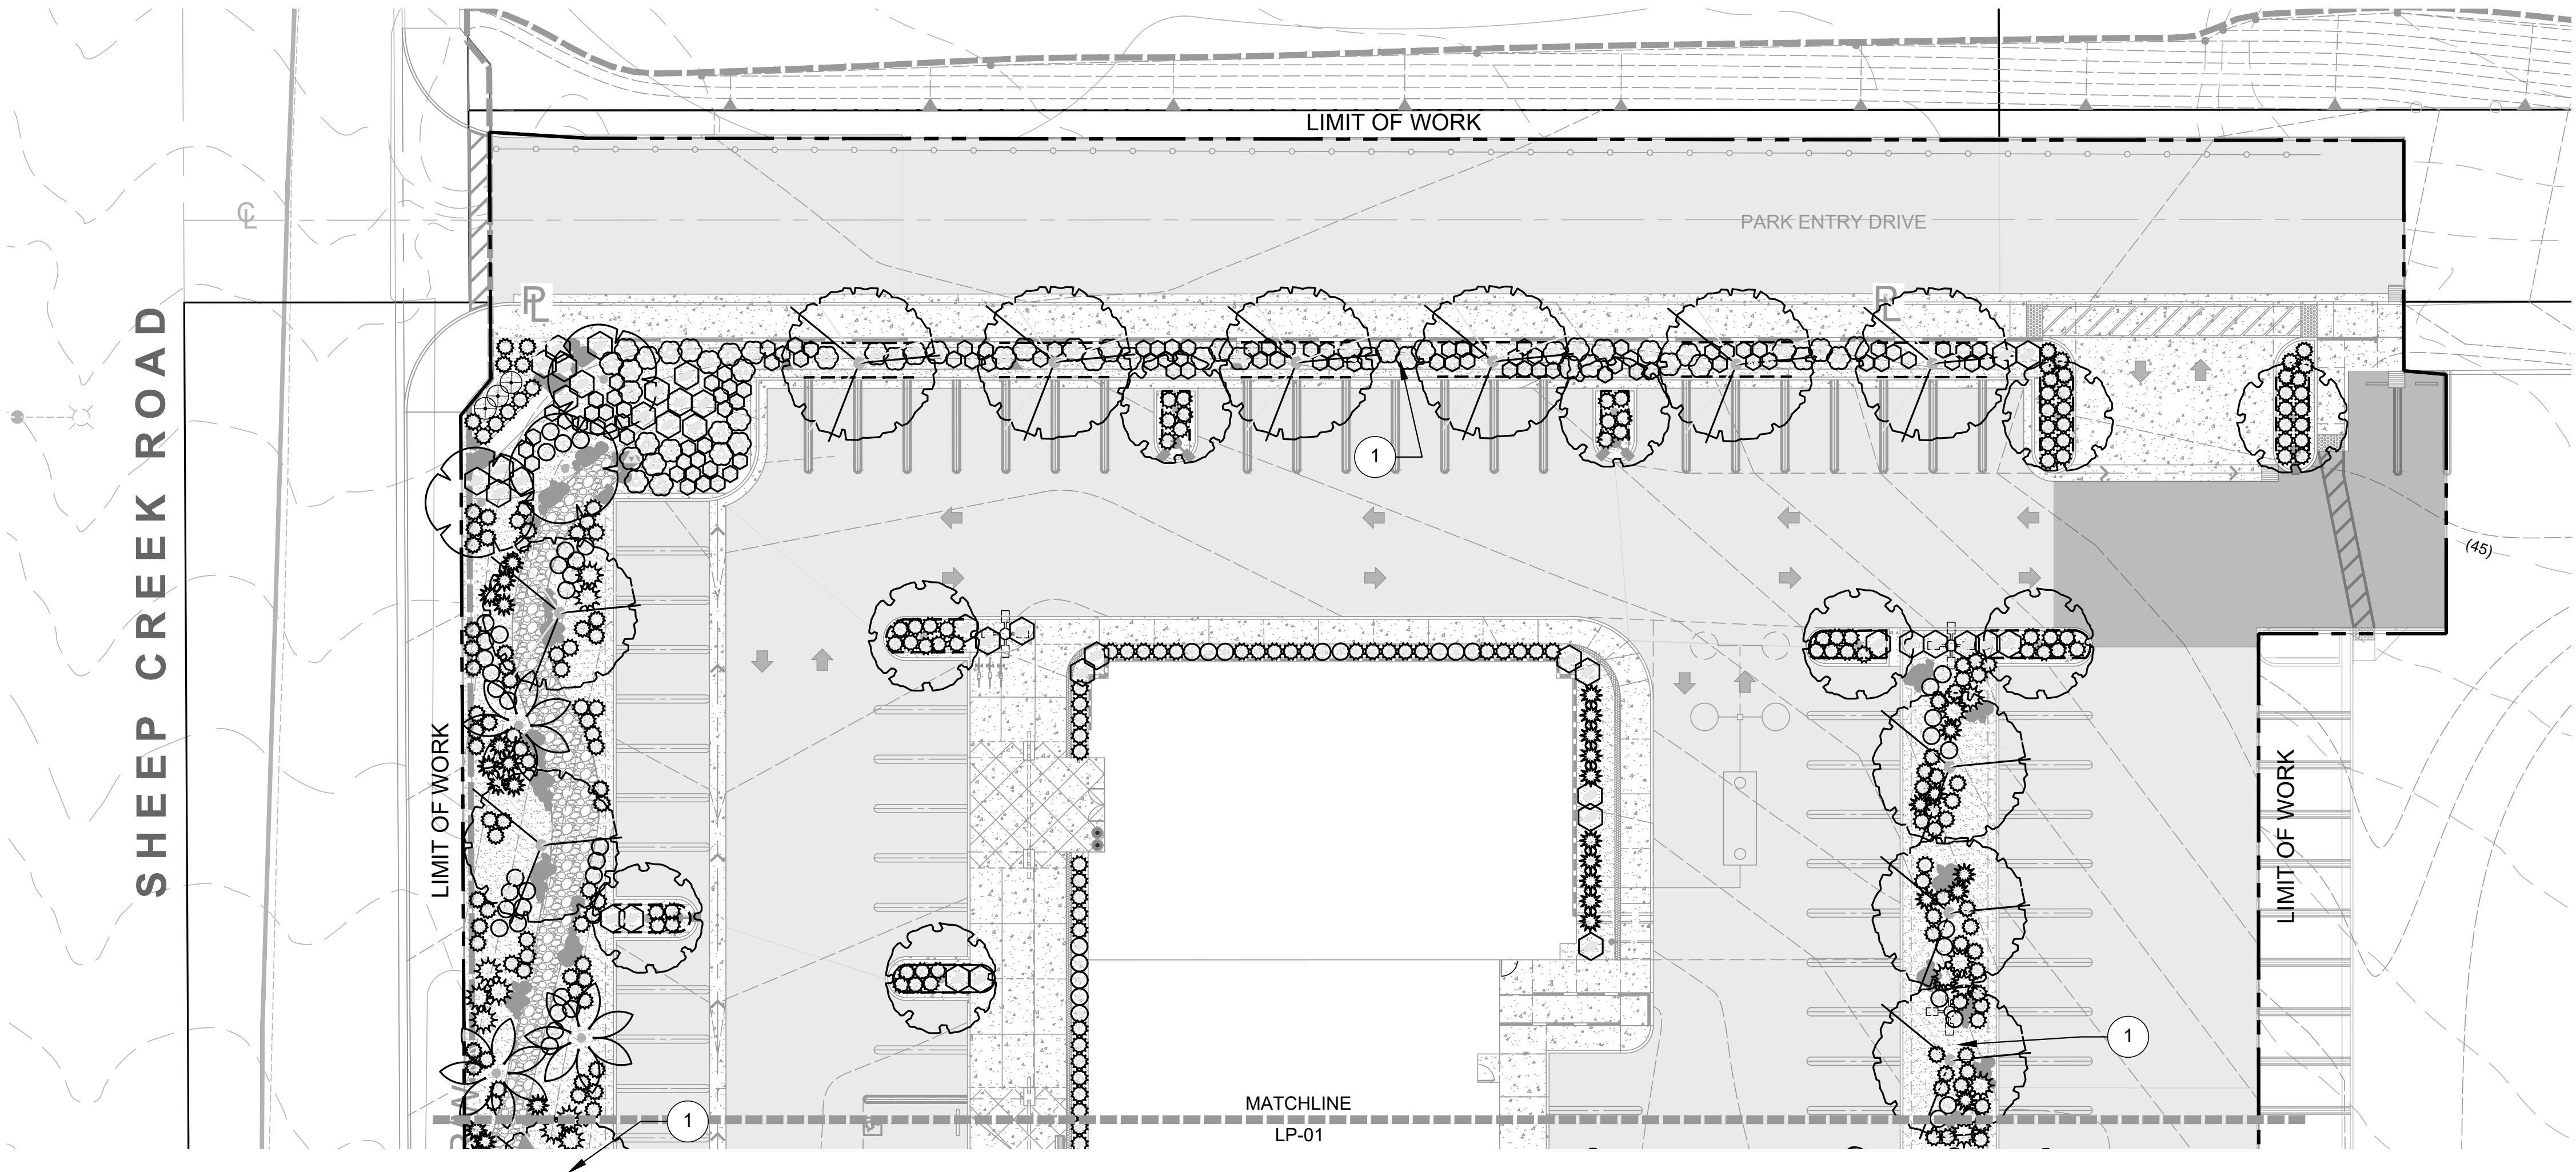 LIMIT OF WORK
PARK ENTRY DRIVE
CL
PL
PL
SHEEP CREEK ROAD
1
(45)
LIMIT OF WORK
LIMIT OF WORK
1
1
MATCHLINE
LP-01